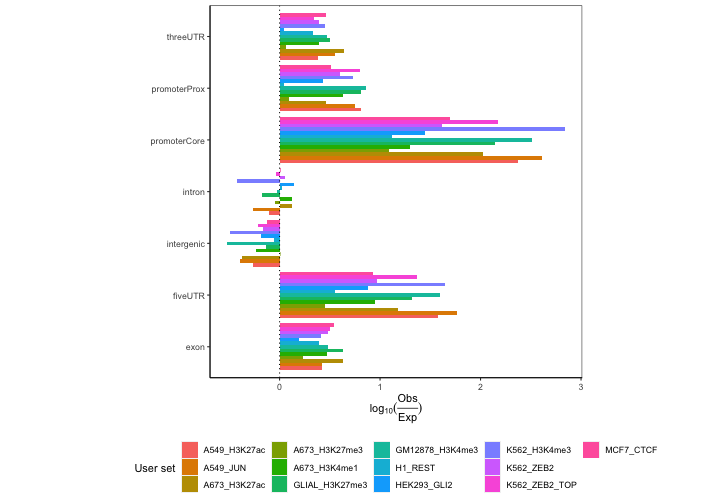 threeUTR
promoterProx
promoterCore
intron
intergenic
fiveUTR
exon
0 1 2 3
log10(Obs/Exp)
User set
A549_H3K27ac A673_H3K27me3 GM12878_H3K4me3 K562_H3K4me3 MCF7_CTCF
A549_JUN A673_H3K4me1 H1_REST K562_ZEB2
A673_H3K27ac GLIAL_H3K27me3 HEK293_GLI2 K562_ZEB2_TOP